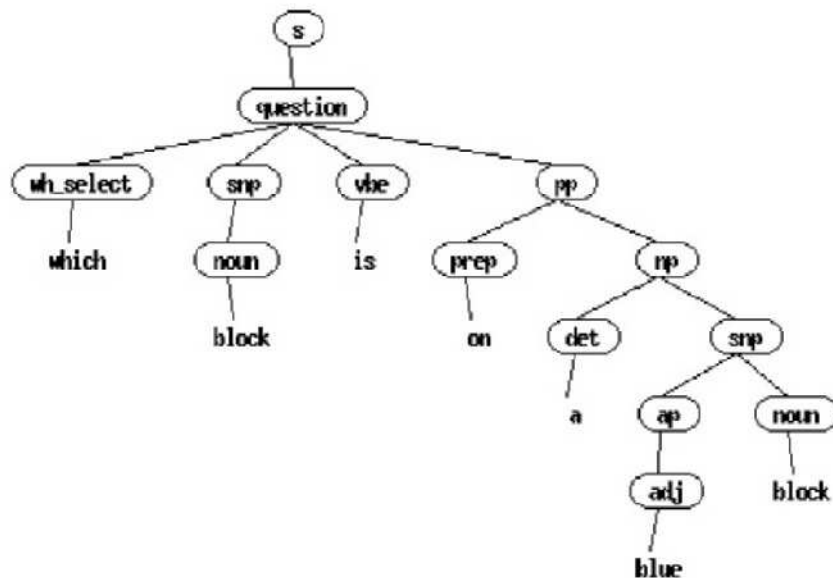 s
question
wh_select snp vbe pp
which noun is prep np
block on det snp
a ap noun
adj block
blue